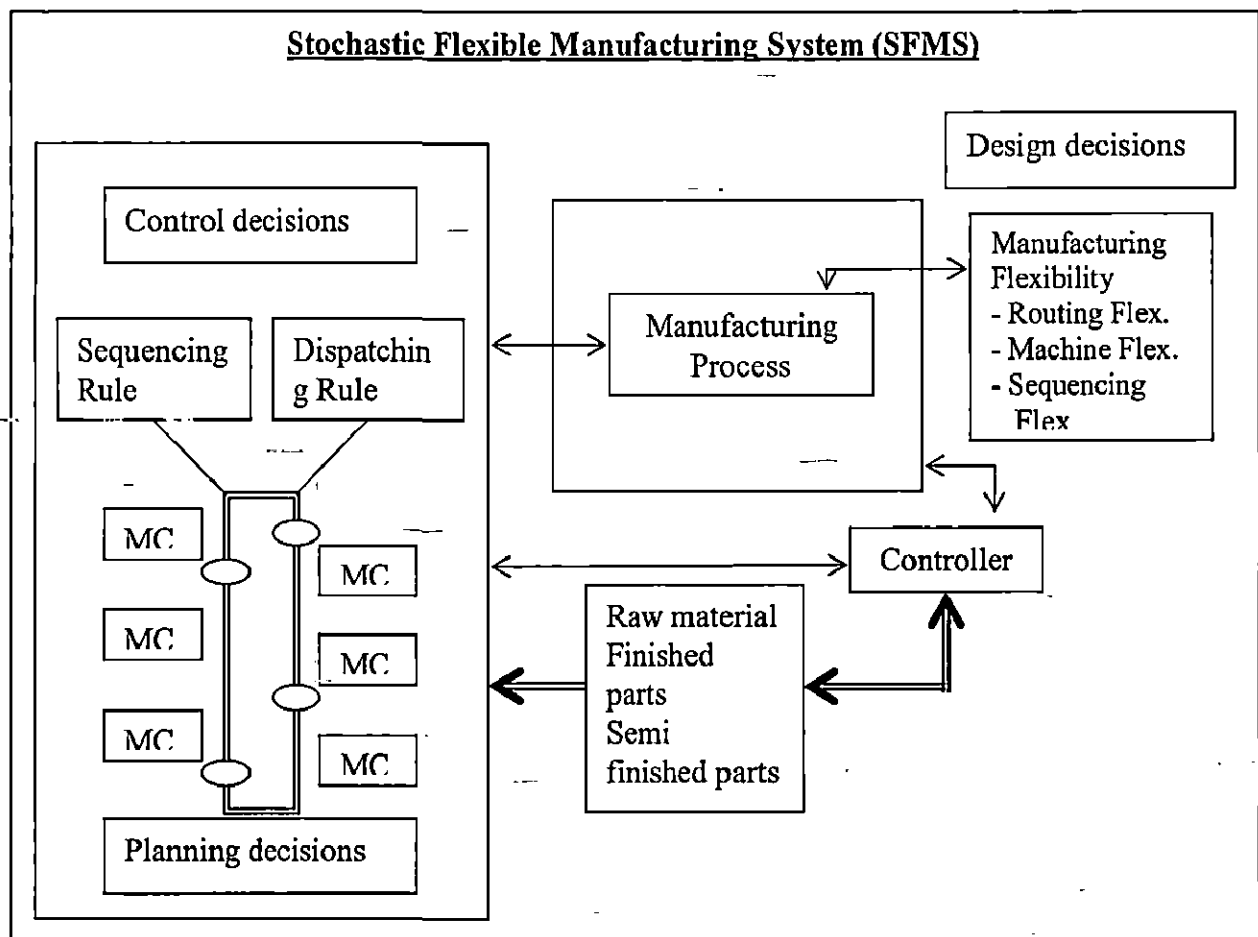 Stochastic Flexible Manufacturing System (SFMS)
Design decisions
Control decisions
Manufacturing
Flexibility
- Routing Flex.
- Machine Flex.
- Sequencing
Flex
Manufacturing
Process
Sequencing
Rule
Dispatchin
g Rule
MC
MC
MC
MC
MC
MC
Controller
Raw material
Finished
parts
Semi
finished parts
Planning decisions